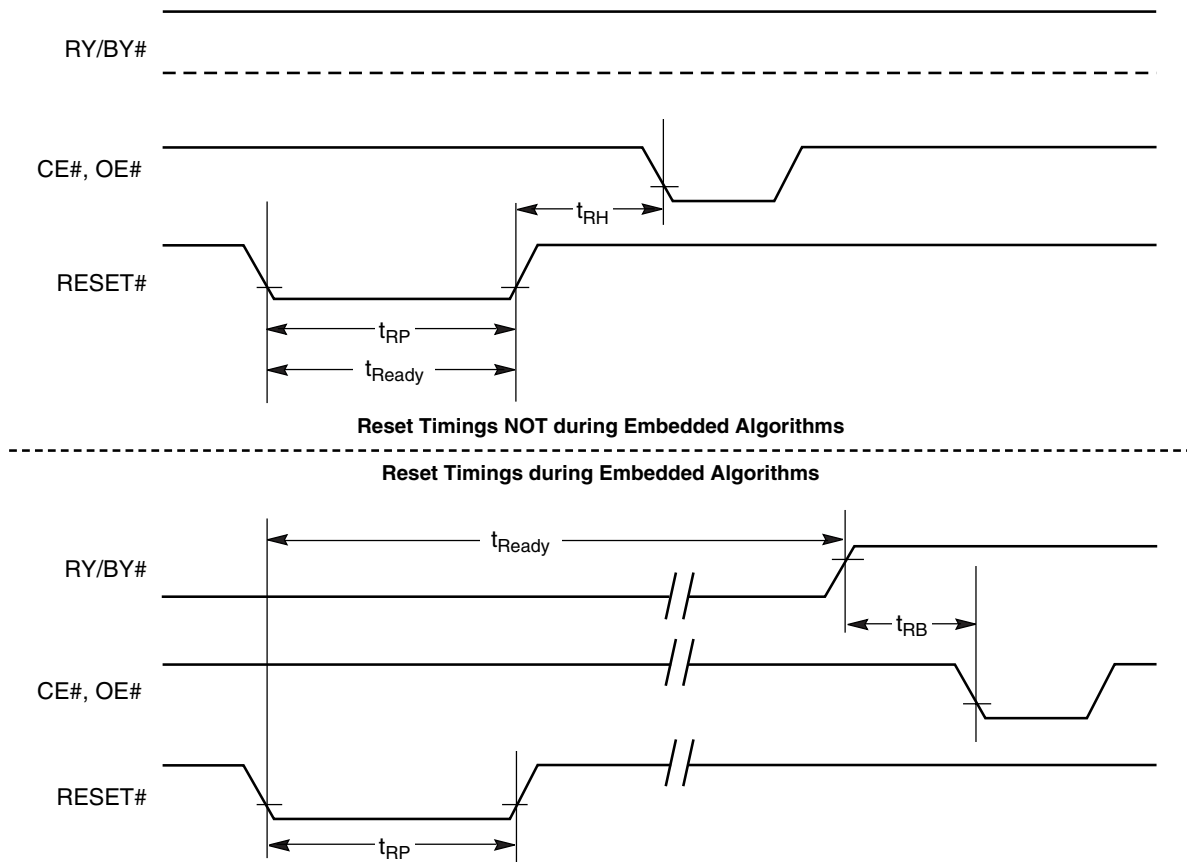 RY/BY#
CE#, OE#
tRH
RESET#
tRP
tReady
Reset Timings NOT during Embedded Algorithms
Reset Timings during Embedded Algorithms
tReady
RY/BY#
tRB
CE#, OE#
RESET#
tRP